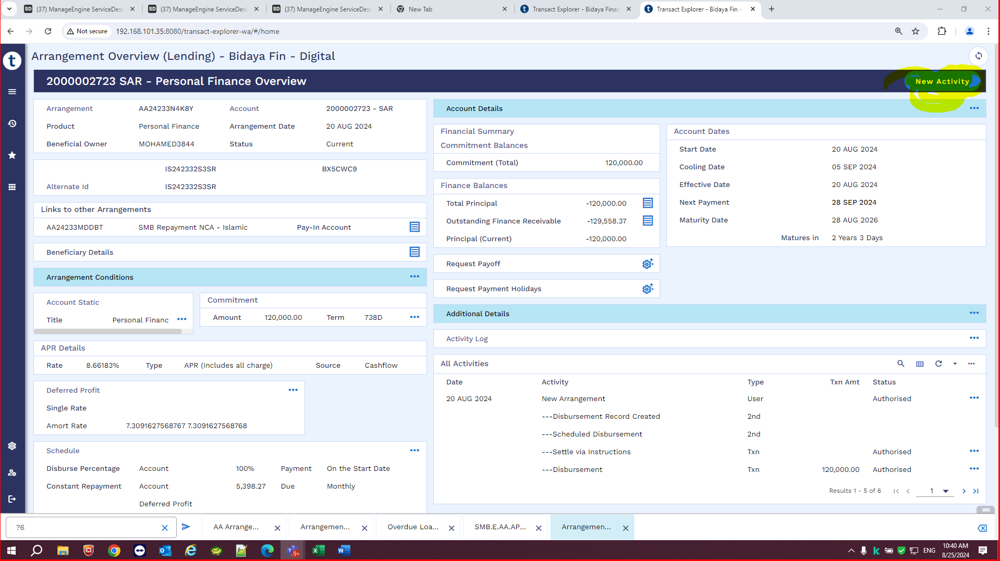 (37) ManageEngine ServiceDesk
(37) ManageEngine ServiceDesk
(37) ManageEngine ServiceDesk
New Tab
Transact Explorer - Bidaya Finan
Transact Explorer - Bidaya Fin -
Not secure
192.168.101.35:8080/transact-explorer-wa/#/home
Arrangement Overview (Lending) - Bidaya Fin - Digital
2000002723 SAR - Personal Finance Overview
New Activity
Arrangement AA24233N4K8Y Account 2000002723 - SAR
Product Personal Finance Arrangement Date 20 AUG 2024
Beneficial Owner MOHAMED3844 Status Current
IS242332S3SR BX5CWC9
Alternate Id IS242332S3SR
Links to other Arrangements
AA24233MDDBT SMB Repayment NCA - Islamic Pay-In Account
Beneficiary Details
Arrangement Conditions
Account Static
Title Personal Financ
Commitment
Amount 120,000.00 Term 738D
APR Details
Rate 8.66183% Type APR (Includes all charge) Source Cashflow
Deferred Profit
Single Rate
Amort Rate 7.3091627568767 7.3091627568768
Schedule
Disburse Percentage Account 100% Payment On the Start Date
Constant Repayment Account 5,398.27 Due Monthly
Deferred Profit
Account Details
Financial Summary
Commitment Balances
Commitment (Total) 120,000.00
Finance Balances
Total Principal -120,000.00
Outstanding Finance Receivable -129,558.37
Principal (Current) -120,000.00
Request Payoff
Request Payment Holidays
Account Dates
Start Date 20 AUG 2024
Cooling Date 05 SEP 2024
Effective Date 20 AUG 2024
Next Payment 28 SEP 2024
Maturity Date 28 AUG 2026
Matures in 2 Years 3 Days
Additional Details
Activity Log
All Activities
Date Activity Type Txn Amt Status
20 AUG 2024 New Arrangement User Authorised
---Disbursement Record Created 2nd
---Scheduled Disbursement 2nd
---Settle via Instructions Txn Authorised
---Disbursement Txn 120,000.00 Authorised
Results 1 - 5 of 6 1
?6
AA Arrange...
Arrangemen...
Overdue Loa...
SMB.E.AA.AP...
Arrangemen...
9+
ENG
10:40 AM
8/25/2024